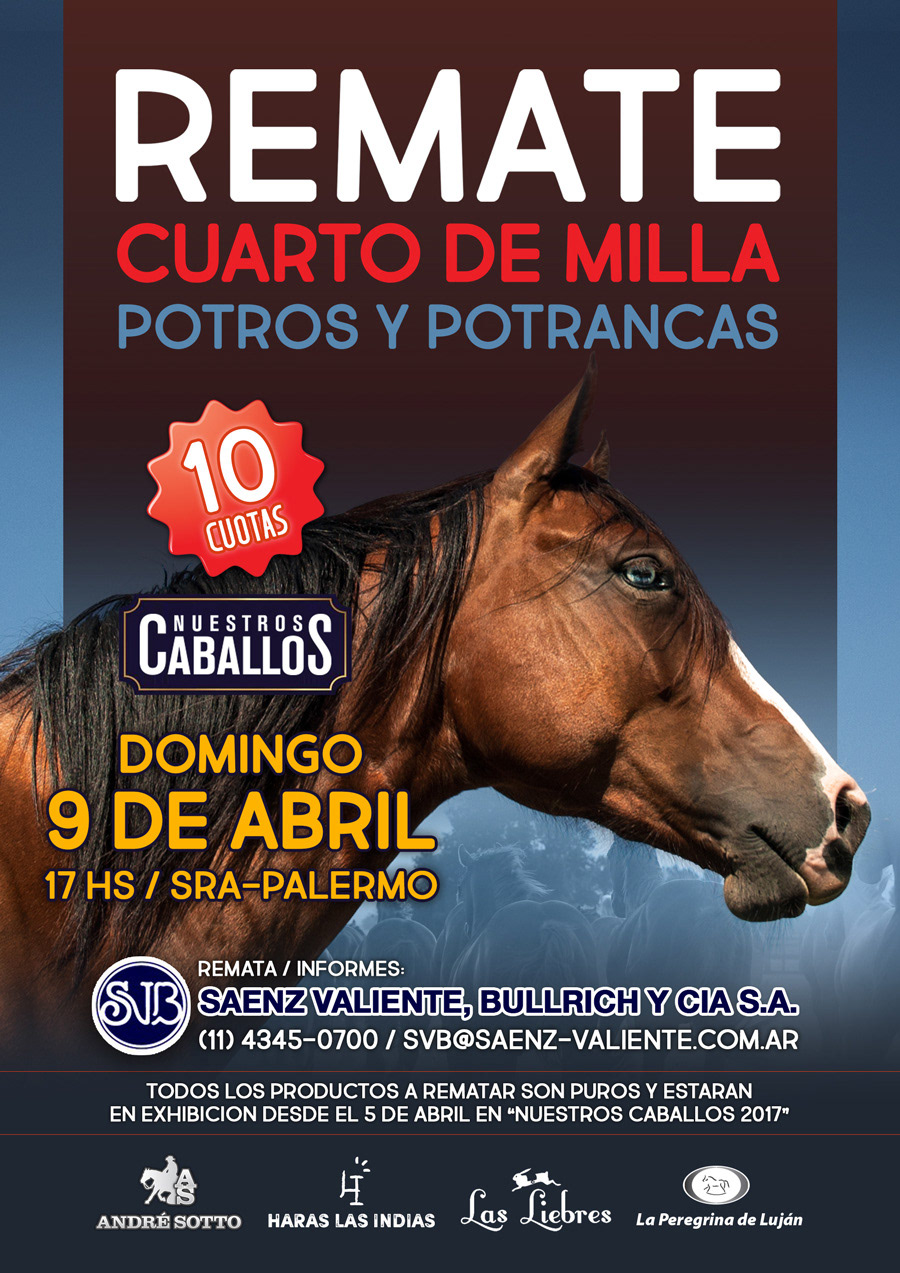 REMATE
CUARTO DE MILLA
POTROS Y POTRANCAS
10
CUOTAS
NUESTROS
CABALLOS
DOMINGO
9 DE ABRIL
17 HS / SRA-PALERMO
SVB
REMATA / INFORMES:
SAENZ VALIENTE, BULLRICH Y CIA S.A.
(11) 4345-0700 / SVB@SAENZ-VALIENTE.COM.AR
TODOS LOS PRODUCTOS A REMATAR SON PUROS Y ESTARAN
EN EXHIBICION DESDE EL 5 DE ABRIL EN “NUESTROS CABALLOS 2017”
AS
ANDRÉ SOTTO
HARAS LAS INDIAS
Las Liebres
La Peregrina de Luján